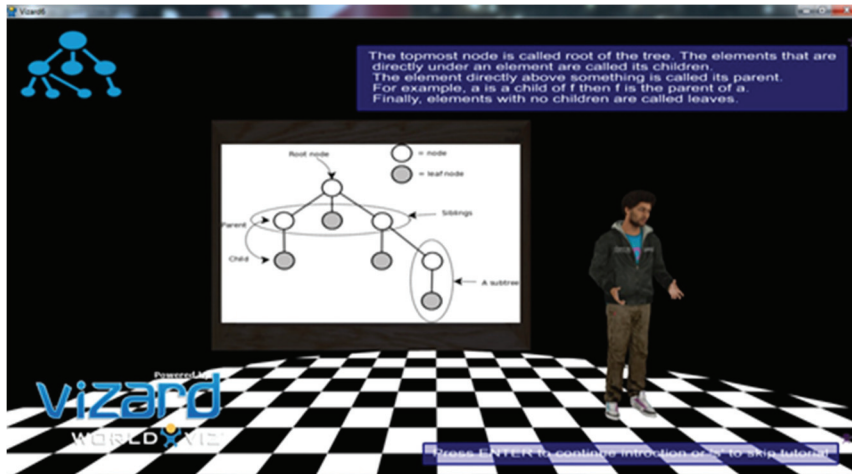 Vizard6
The topmost node is called root of the tree. The elements that are
directly under an element are called its children.
The element directly above something is called its parent.
For example, a is a child of f then f is the parent of a.
Finally, elements with no children are called leaves.
Root node
= node
= leaf node
Siblings
Parent
Child
A subtree
Powered by
vizard
WORLD VIZ
Press ENTER to continue introction or 's' to skip tutorial